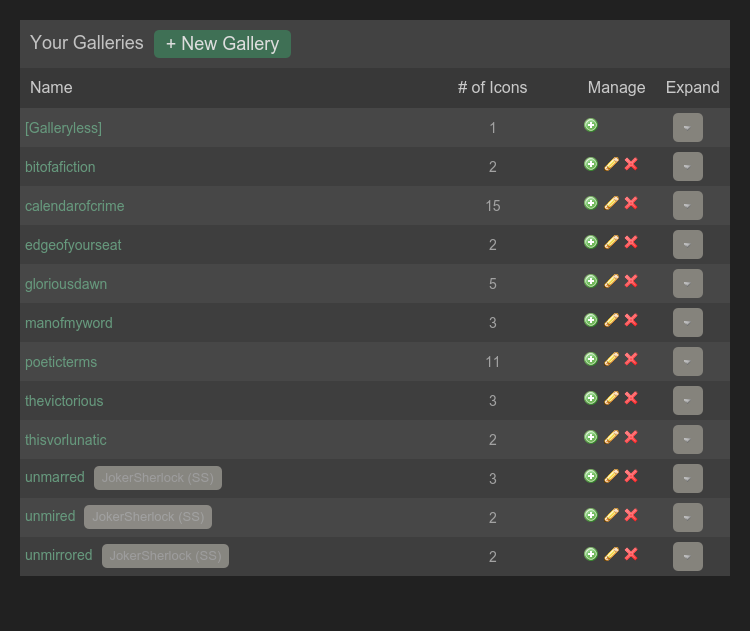 Your Galleries + New Gallery
Name # of Icons Manage Expand
[Galleryless] 1
bitofafiction 2
calendarofcrime 15
edgeofyourseat 2
gloriousdawn 5
manofmyword 3
poeticterms 11
thevictorious 3
thisvorlunatic 2
unmarred JokerSherlock (SS) 3
unmired JokerSherlock (SS) 2
unmirrored JokerSherlock (SS) 2